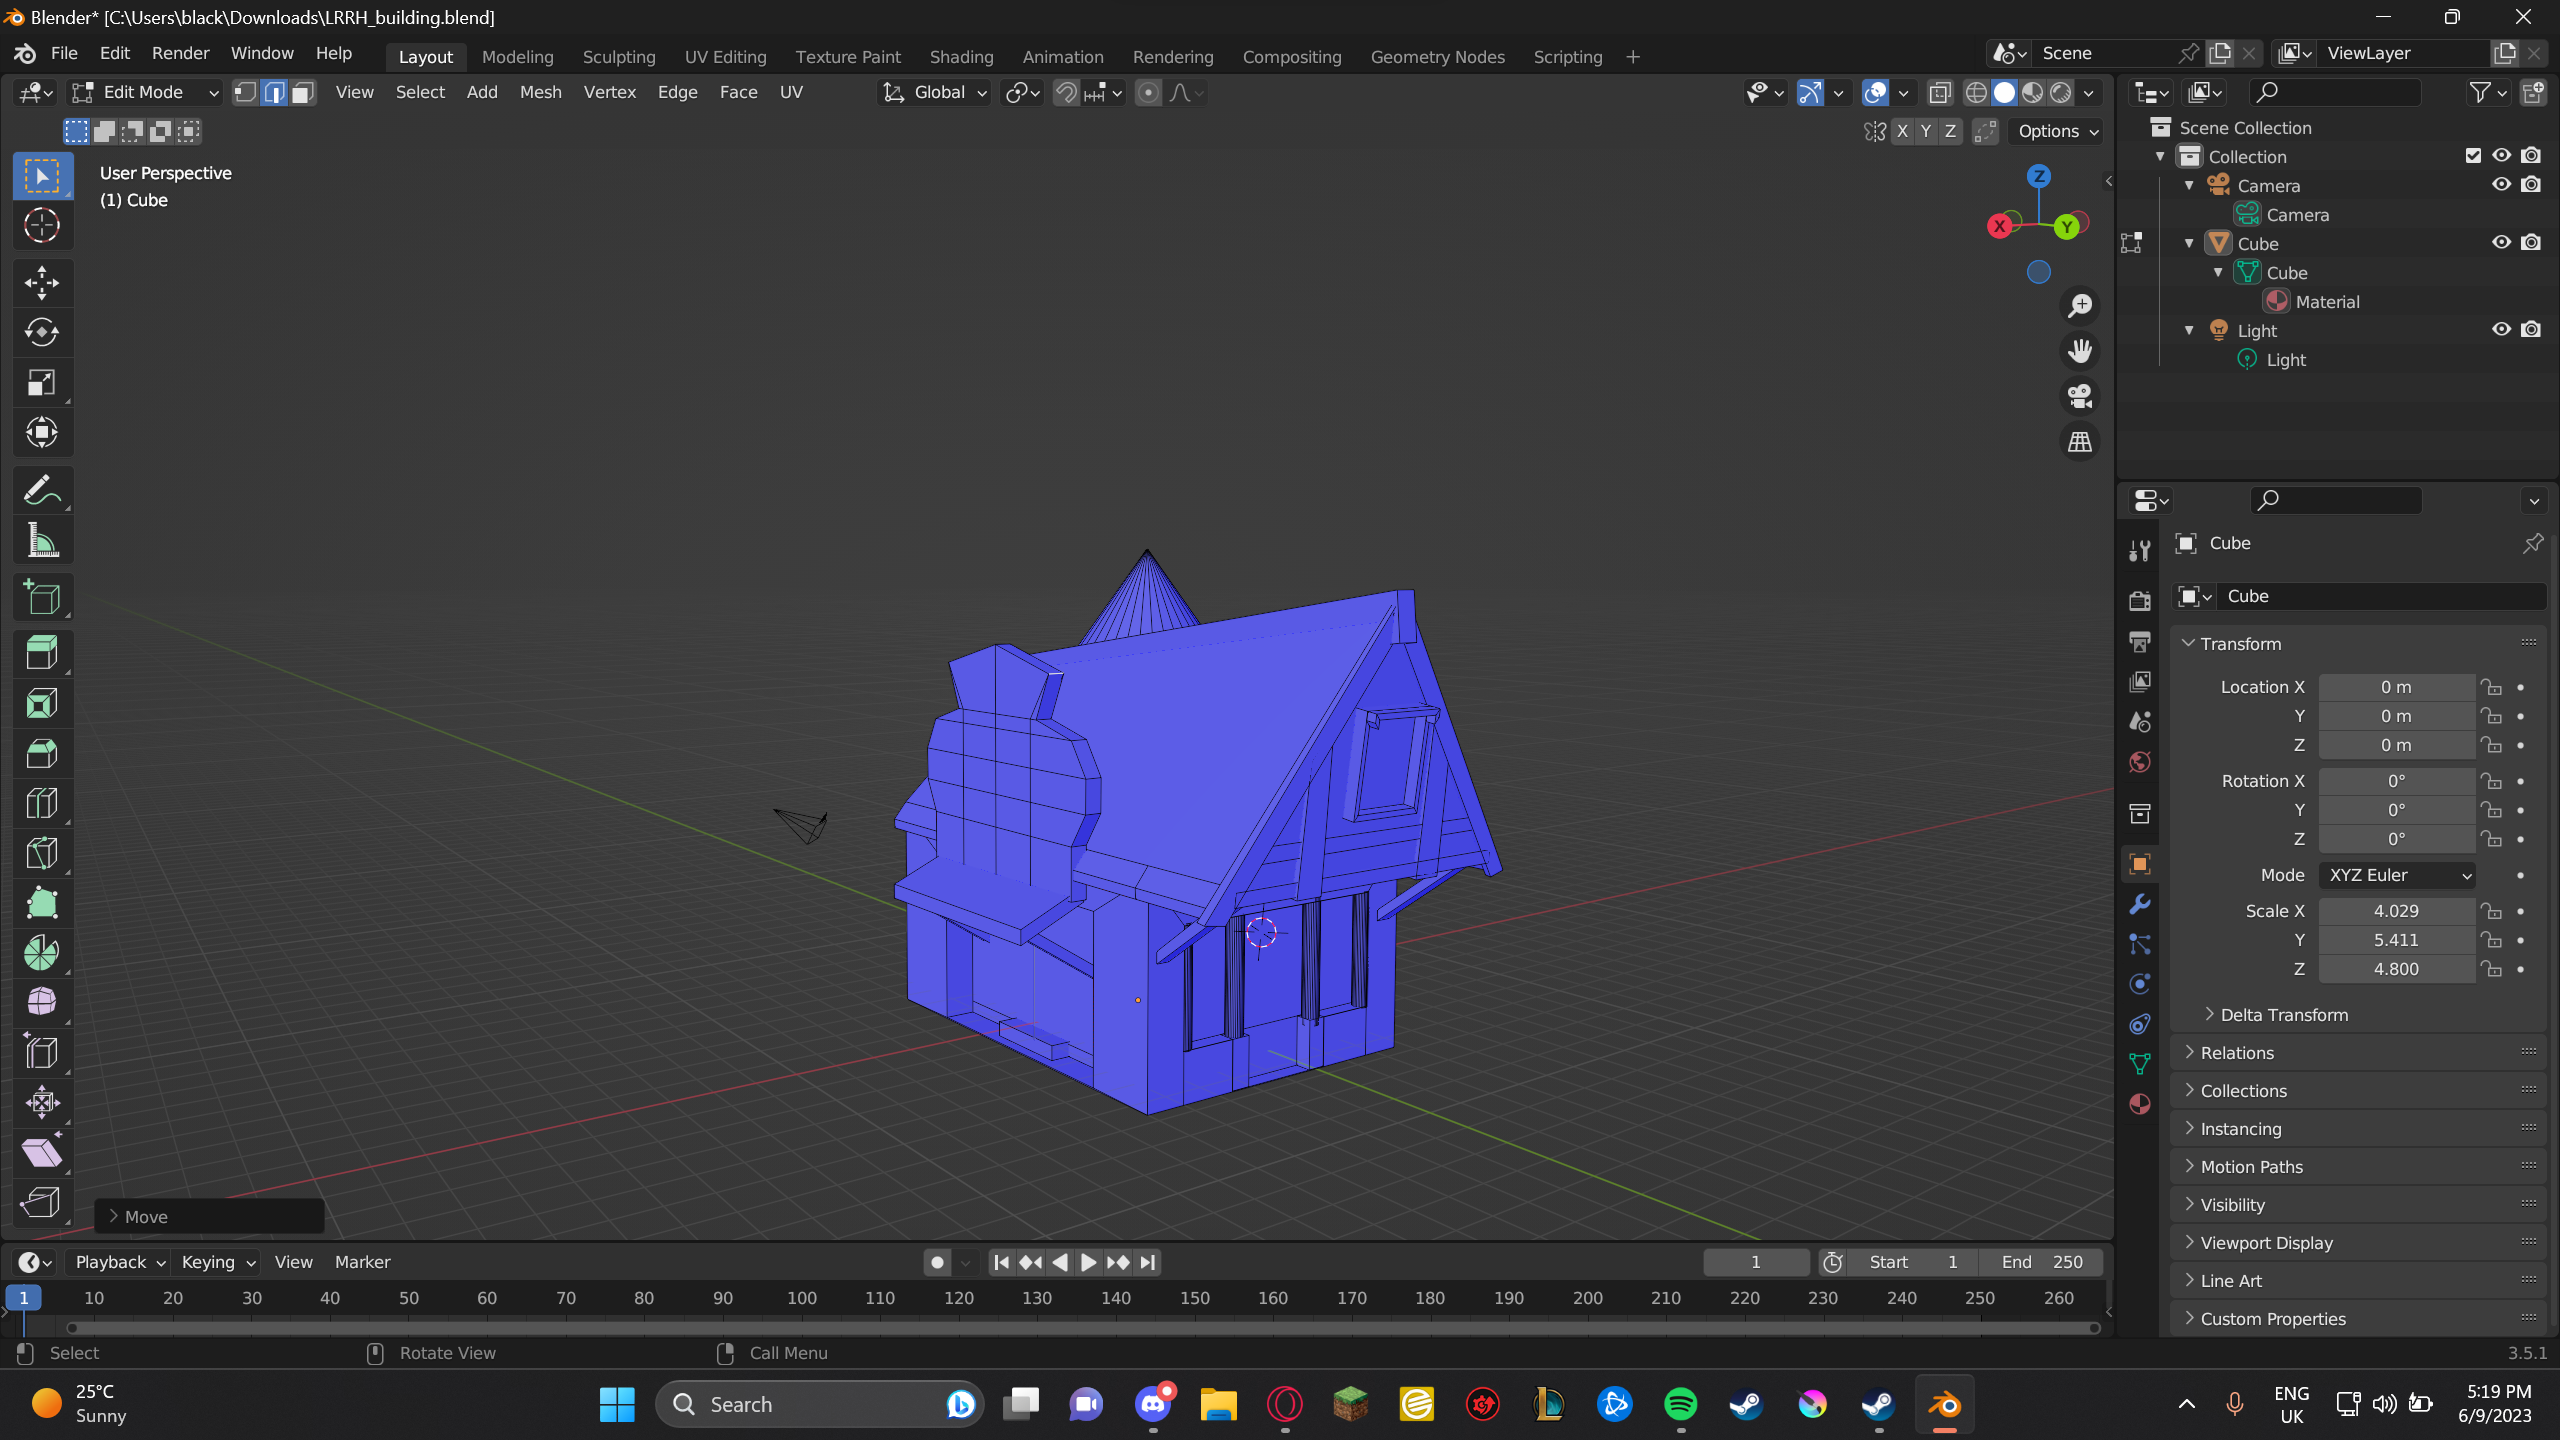 Blender* [C:\Users\black\Downloads\LRRH_building.blend]
File Edit Render Window Help Layout Modeling Sculpting UV Editing Texture Paint Shading Animation Rendering Compositing Geometry Nodes Scripting + Scene ViewLayer
Edit Mode View Select Add Mesh Vertex Edge Face UV Global
X Y Z Options
User Perspective
(1) Cube
Z
X
Y
Scene Collection
Collection
Camera
Camera
Cube
Cube
Material
Light
Light
Cube
Cube
Transform
Location X 0 m
Y 0 m
Z 0 m
Rotation X 0°
Y 0°
Z 0°
Mode XYZ Euler
Scale X 4.029
Y 5.411
Z 4.800
Delta Transform
Relations
Collections
Instancing
Motion Paths
Visibility
Viewport Display
Line Art
Custom Properties
Move
Playback Keying View Marker 1 Start 1 End 250
1 10 20 30 40 50 60 70 80 90 100 110 120 130 140 150 160 170 180 190 200 210 220 230 240 250 260
Select Rotate View Call Menu 3.5.1
25°C
Sunny
Search
ENG
UK
5:19 PM
6/9/2023